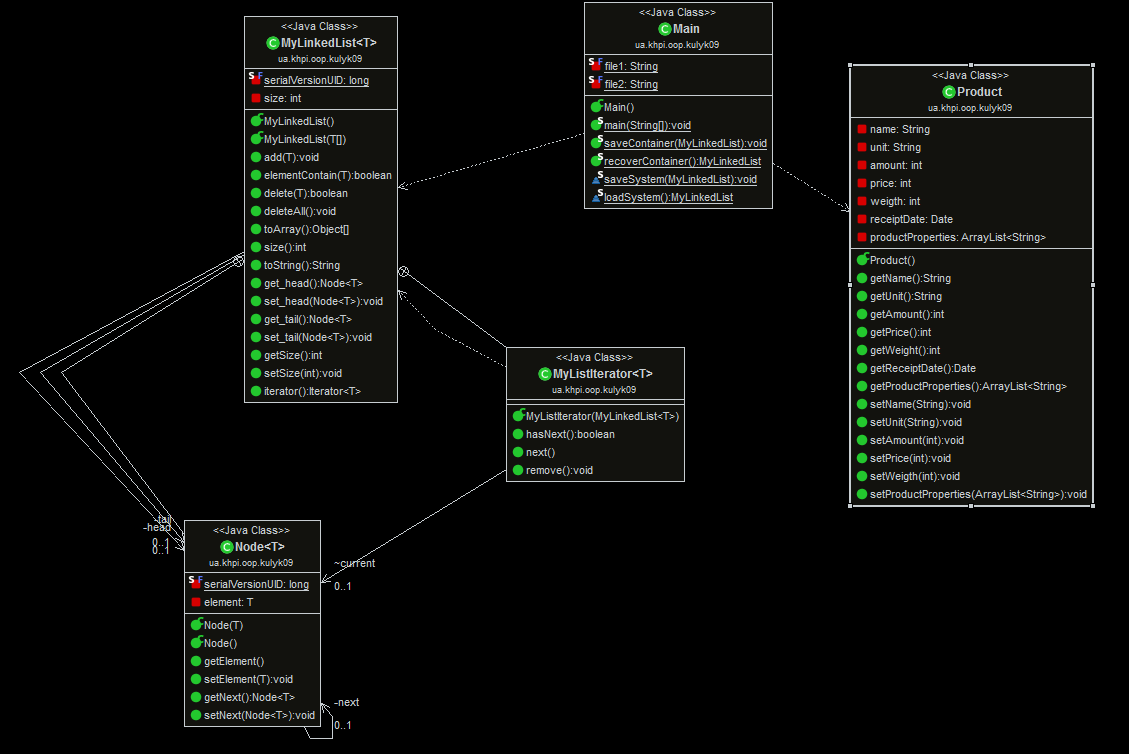 <<Java Class>>
MyLinkedList<T>
ua.khpi.oop.kulyk09
serialVersionUID: long
size: int
MyLinkedList()
MyLinkedList(T[])
add(T):void
elementContain(T):boolean
delete(T):boolean
deleteAll():void
toArray():Object[]
size():int
toString():String
get_head():Node<T>
set_head(Node<T>):void
get_tail():Node<T>
set_tail(Node<T>):void
getSize():int
setSize(int):void
iterator():Iterator<T>
<<Java Class>>
Main
ua.khpi.oop.kulyk09
file1: String
file2: String
Main()
main(String[]):void
saveContainer(MyLinkedList):void
recoverContainer():MyLinkedList
saveSystem(MyLinkedList):void
loadSystem():MyLinkedList
<<Java Class>>
Product
ua.khpi.oop.kulyk09
name: String
unit: String
amount: int
price: int
weigth: int
receiptDate: Date
productProperties: ArrayList<String>
Product()
getName():String
getUnit():String
getAmount():int
getPrice():int
getWeight():int
getReceiptDate():Date
getProductProperties():ArrayList<String>
setName(String):void
setUnit(String):void
setAmount(int):void
setPrice(int):void
setWeigth(int):void
setProductProperties(ArrayList<String>):void
<<Java Class>>
MyListIterator<T>
ua.khpi.oop.kulyk09
MyListIterator(MyLinkedList<T>)
hasNext():boolean
next()
remove():void
-tail
-head
0..1
0..1
<<Java Class>>
Node<T>
ua.khpi.oop.kulyk09
serialVersionUID: long
element: T
Node(T)
Node()
getElement()
setElement(T):void
getNext():Node<T>
setNext(Node<T>):void
~current
0..1
-next
0..1